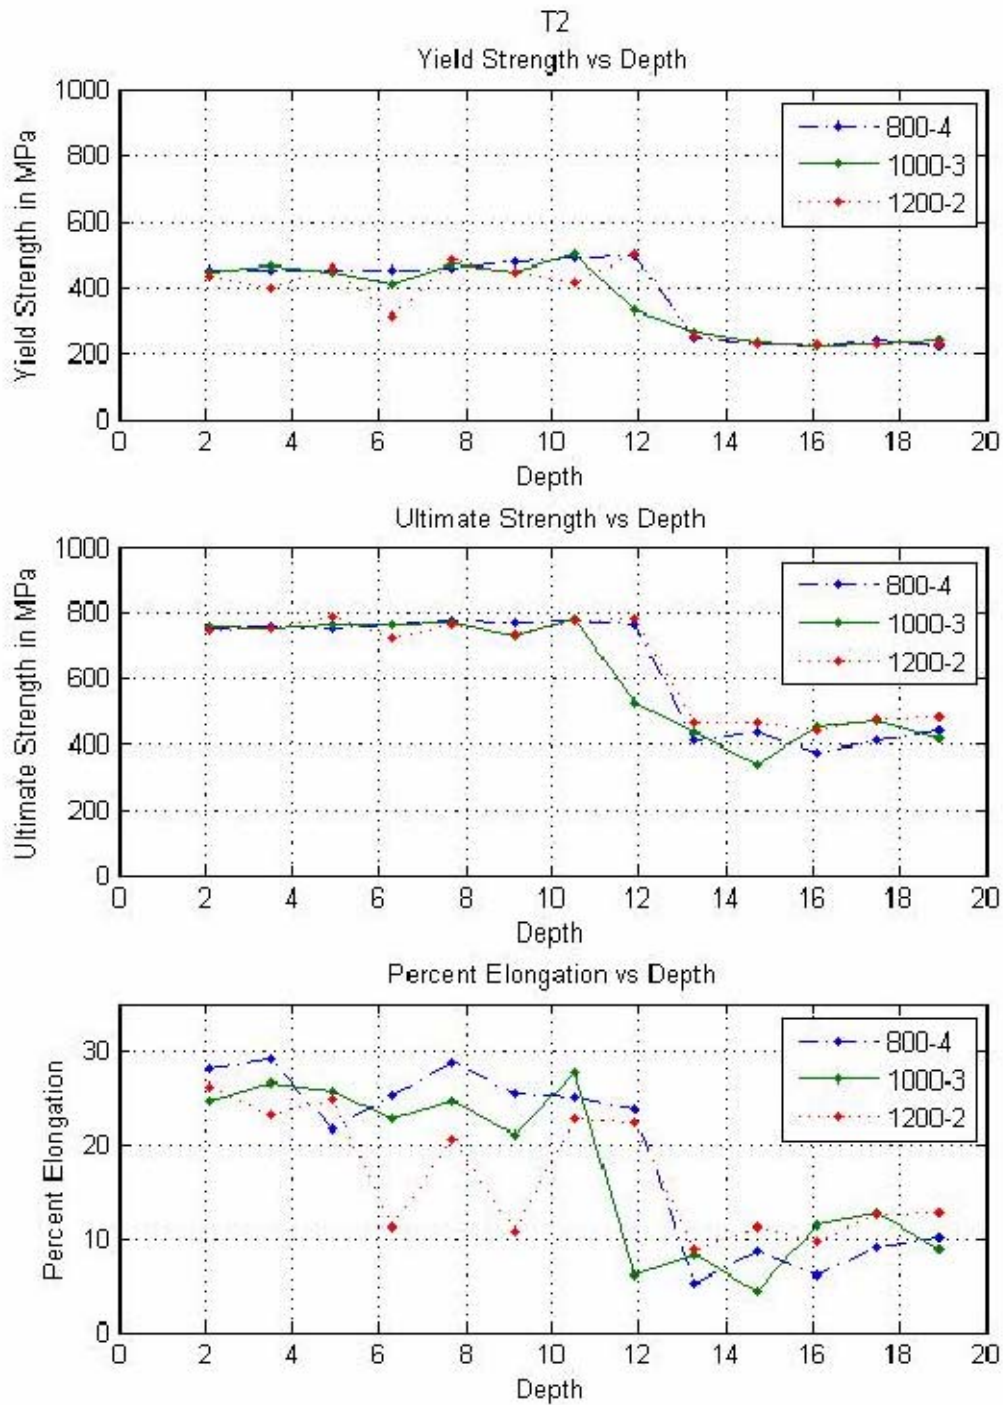 T2
Yield Strength vs Depth
1000
800
600
400
200
0
Yield Strength in MPa
800-4
1000-3
1200-2
0 2 4 6 8 10 12 14 16 18 20
Depth
Ultimate Strength vs Depth
1000
800
600
400
200
0
Ultimate Strength in MPa
800-4
1000-3
1200-2
0 2 4 6 8 10 12 14 16 18 20
Depth
Percent Elongation vs Depth
30
20
10
0
Percent Elongation
800-4
1000-3
1200-2
0 2 4 6 8 10 12 14 16 18 20
Depth